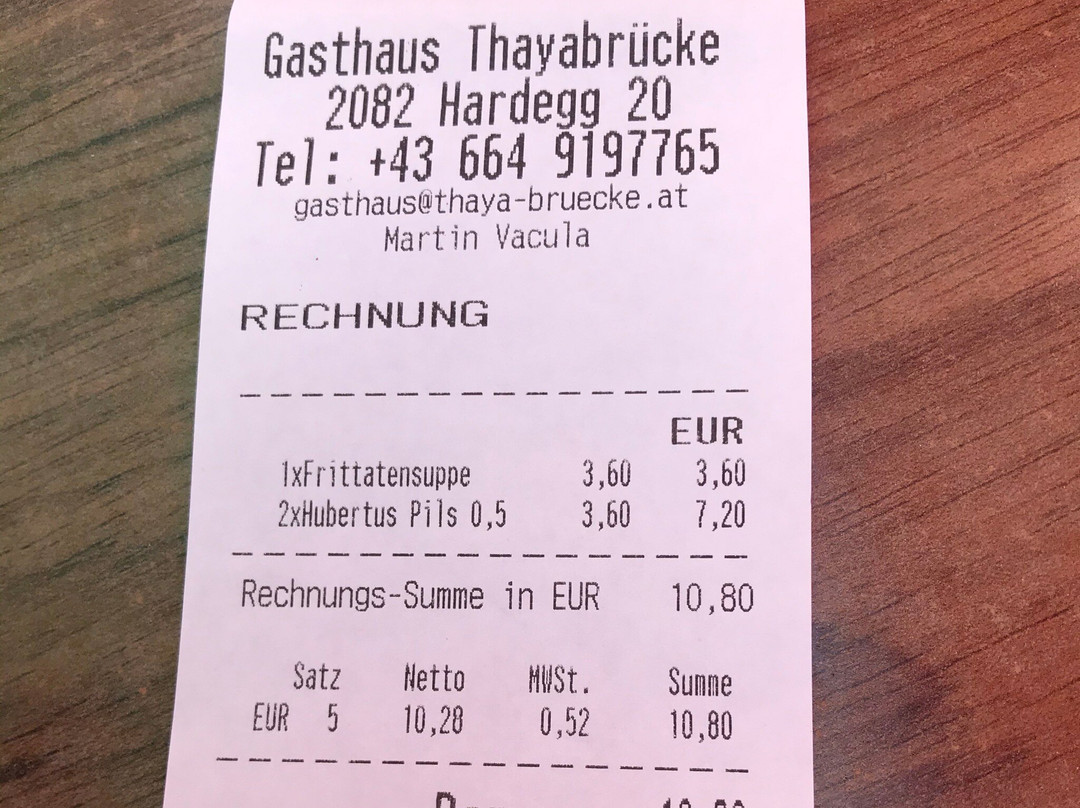 Gasthaus Thayabrücke
2082 Hardegg 20
Tel: +43 664 9197765
gasthaus@thaya-bruecke.at
Martin Vacula
RECHNUNG
EUR
1xFrittatensuppe 3,60 3,60
2xHubertus Pils 0,5 3,60 7,20
Rechnungs-Summe in EUR 10,80
Satz Netto MWSt. Summe
EUR 5 10,28 0,52 10,80